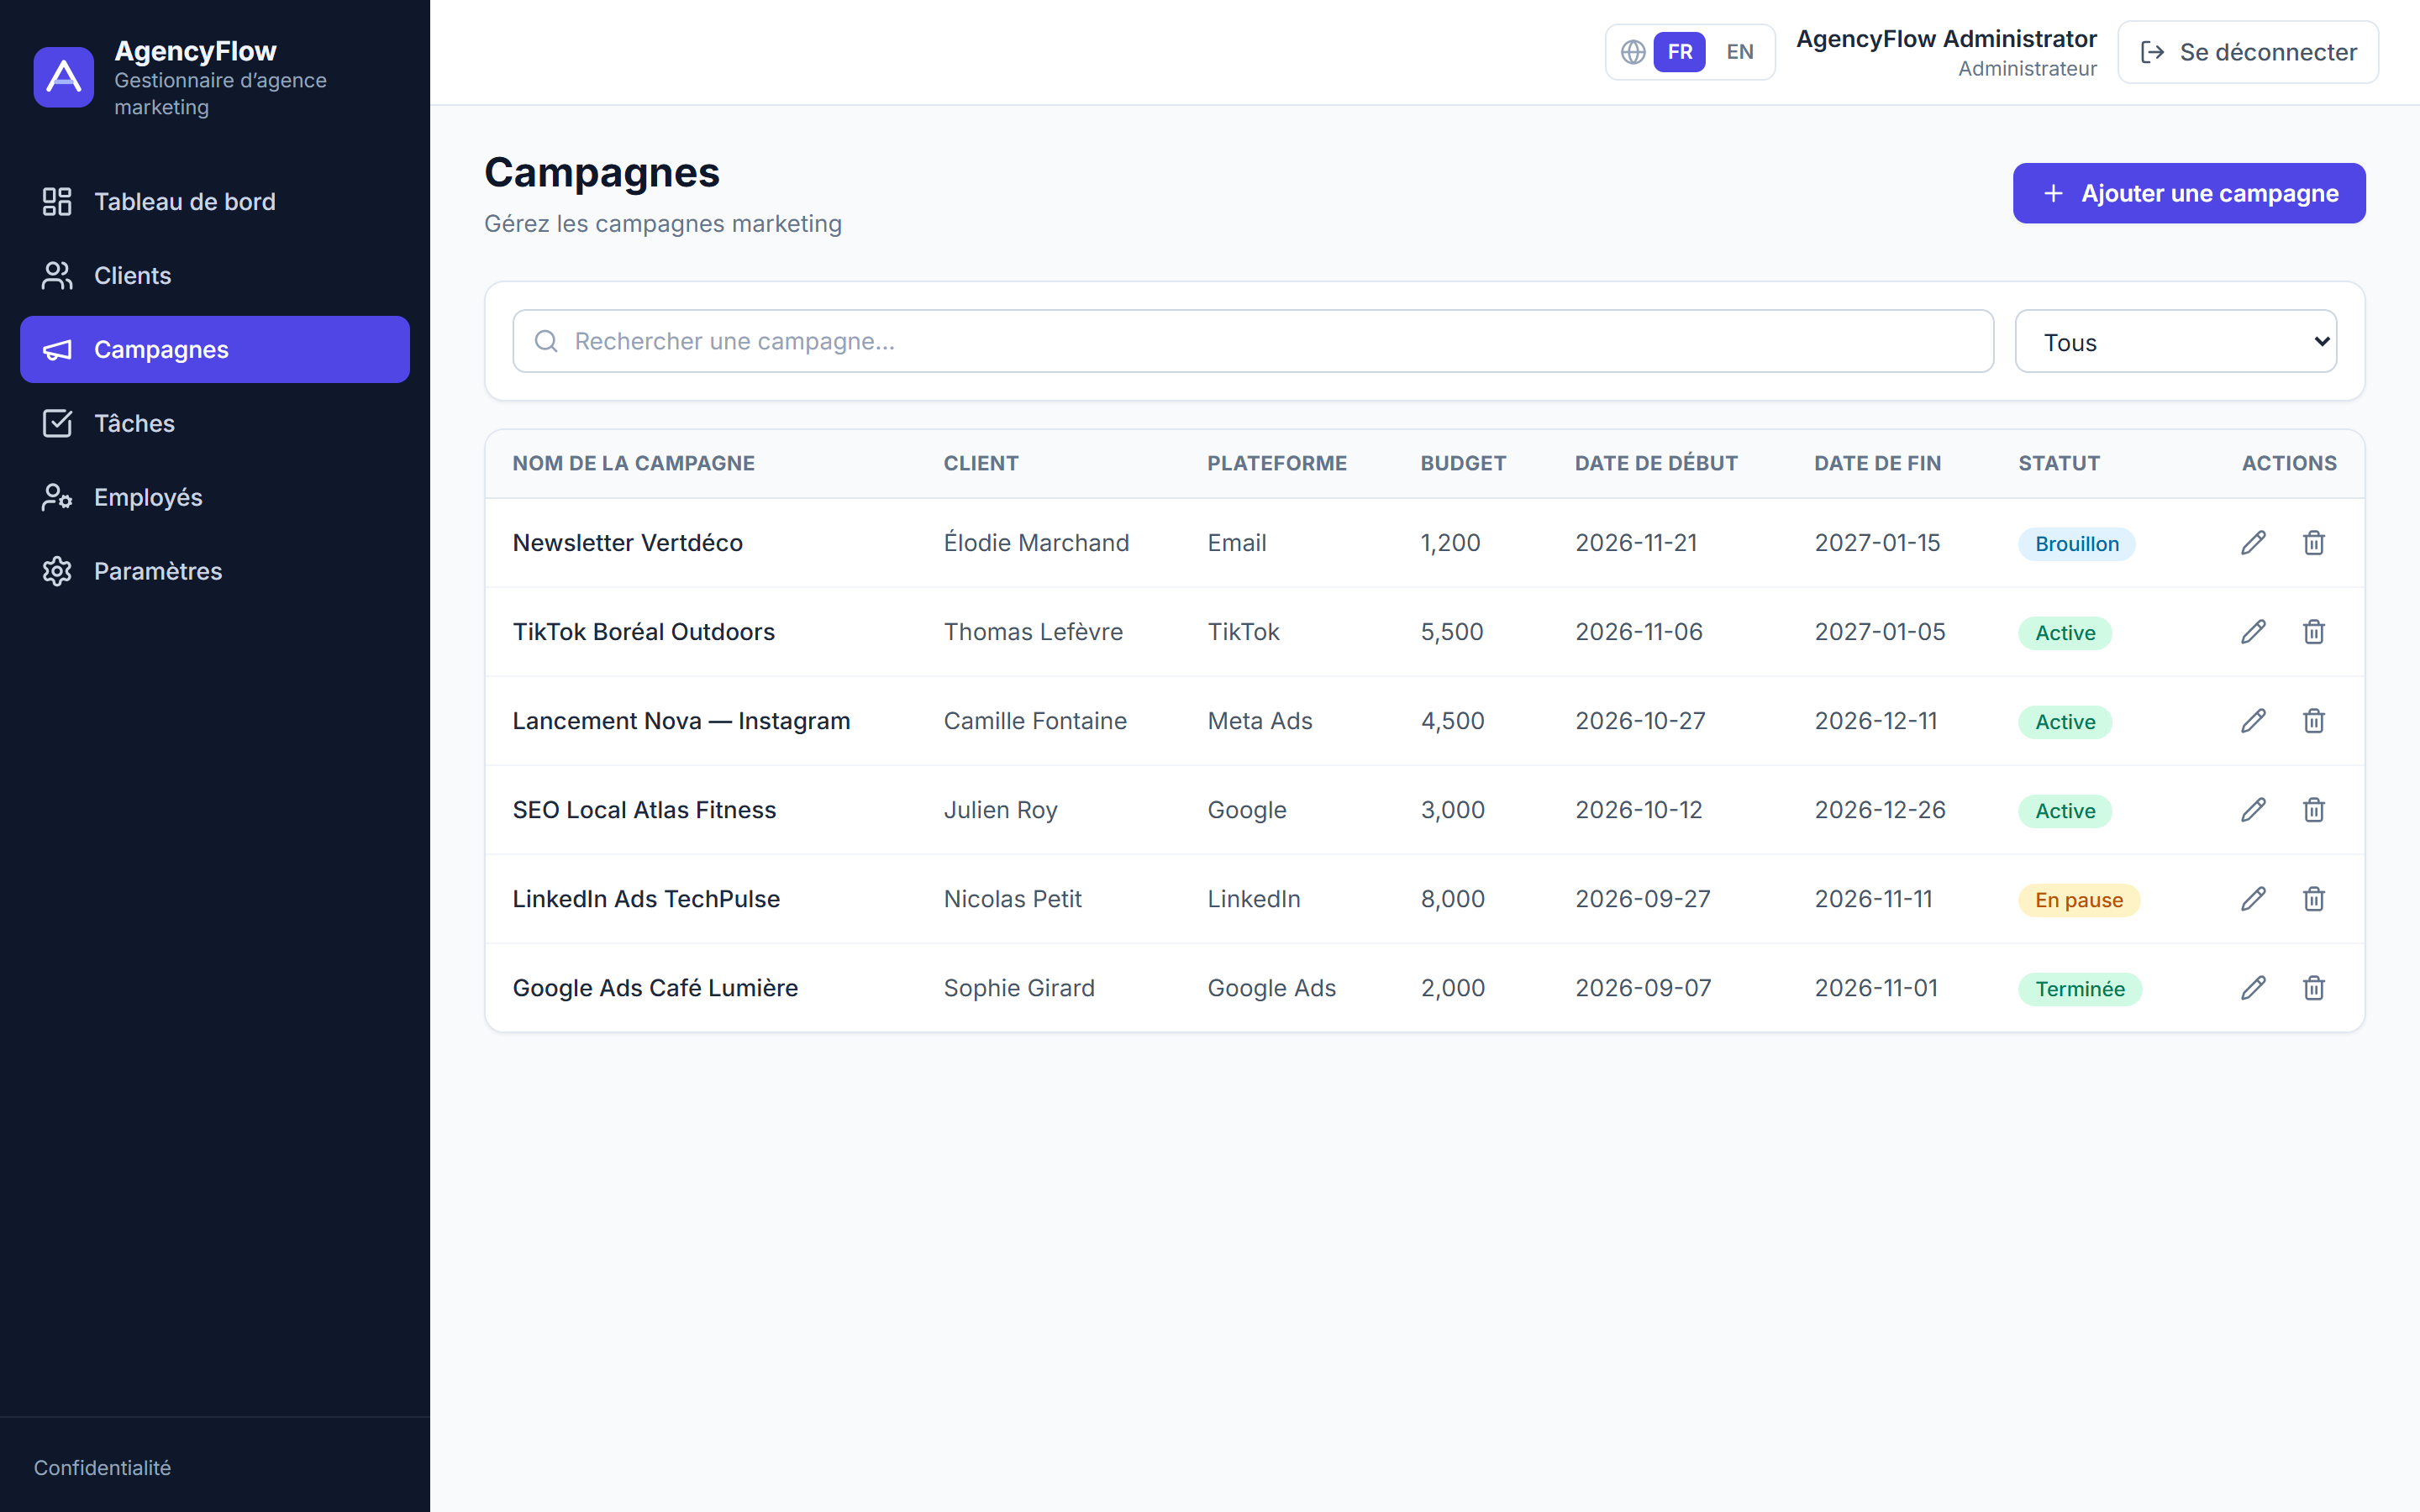 AgencyFlow
Gestionnaire d’agence
marketing
Tableau de bord
Clients
Campagnes
Tâches
Employés
Paramètres
Confidentialité
FR EN
AgencyFlow Administrator
Administrateur
Se déconnecter
Campagnes
Gérez les campagnes marketing
Ajouter une campagne
Rechercher une campagne...
Tous
NOM DE LA CAMPAGNE CLIENT PLATEFORME BUDGET DATE DE DÉBUT DATE DE FIN STATUT ACTIONS
Newsletter Vertdéco Élodie Marchand Email 1,200 2026-11-21 2027-01-15 Brouillon
TikTok Boréal Outdoors Thomas Lefèvre TikTok 5,500 2026-11-06 2027-01-05 Active
Lancement Nova — Instagram Camille Fontaine Meta Ads 4,500 2026-10-27 2026-12-11 Active
SEO Local Atlas Fitness Julien Roy Google 3,000 2026-10-12 2026-12-26 Active
LinkedIn Ads TechPulse Nicolas Petit LinkedIn 8,000 2026-09-27 2026-11-11 En pause
Google Ads Café Lumière Sophie Girard Google Ads 2,000 2026-09-07 2026-11-01 Terminée